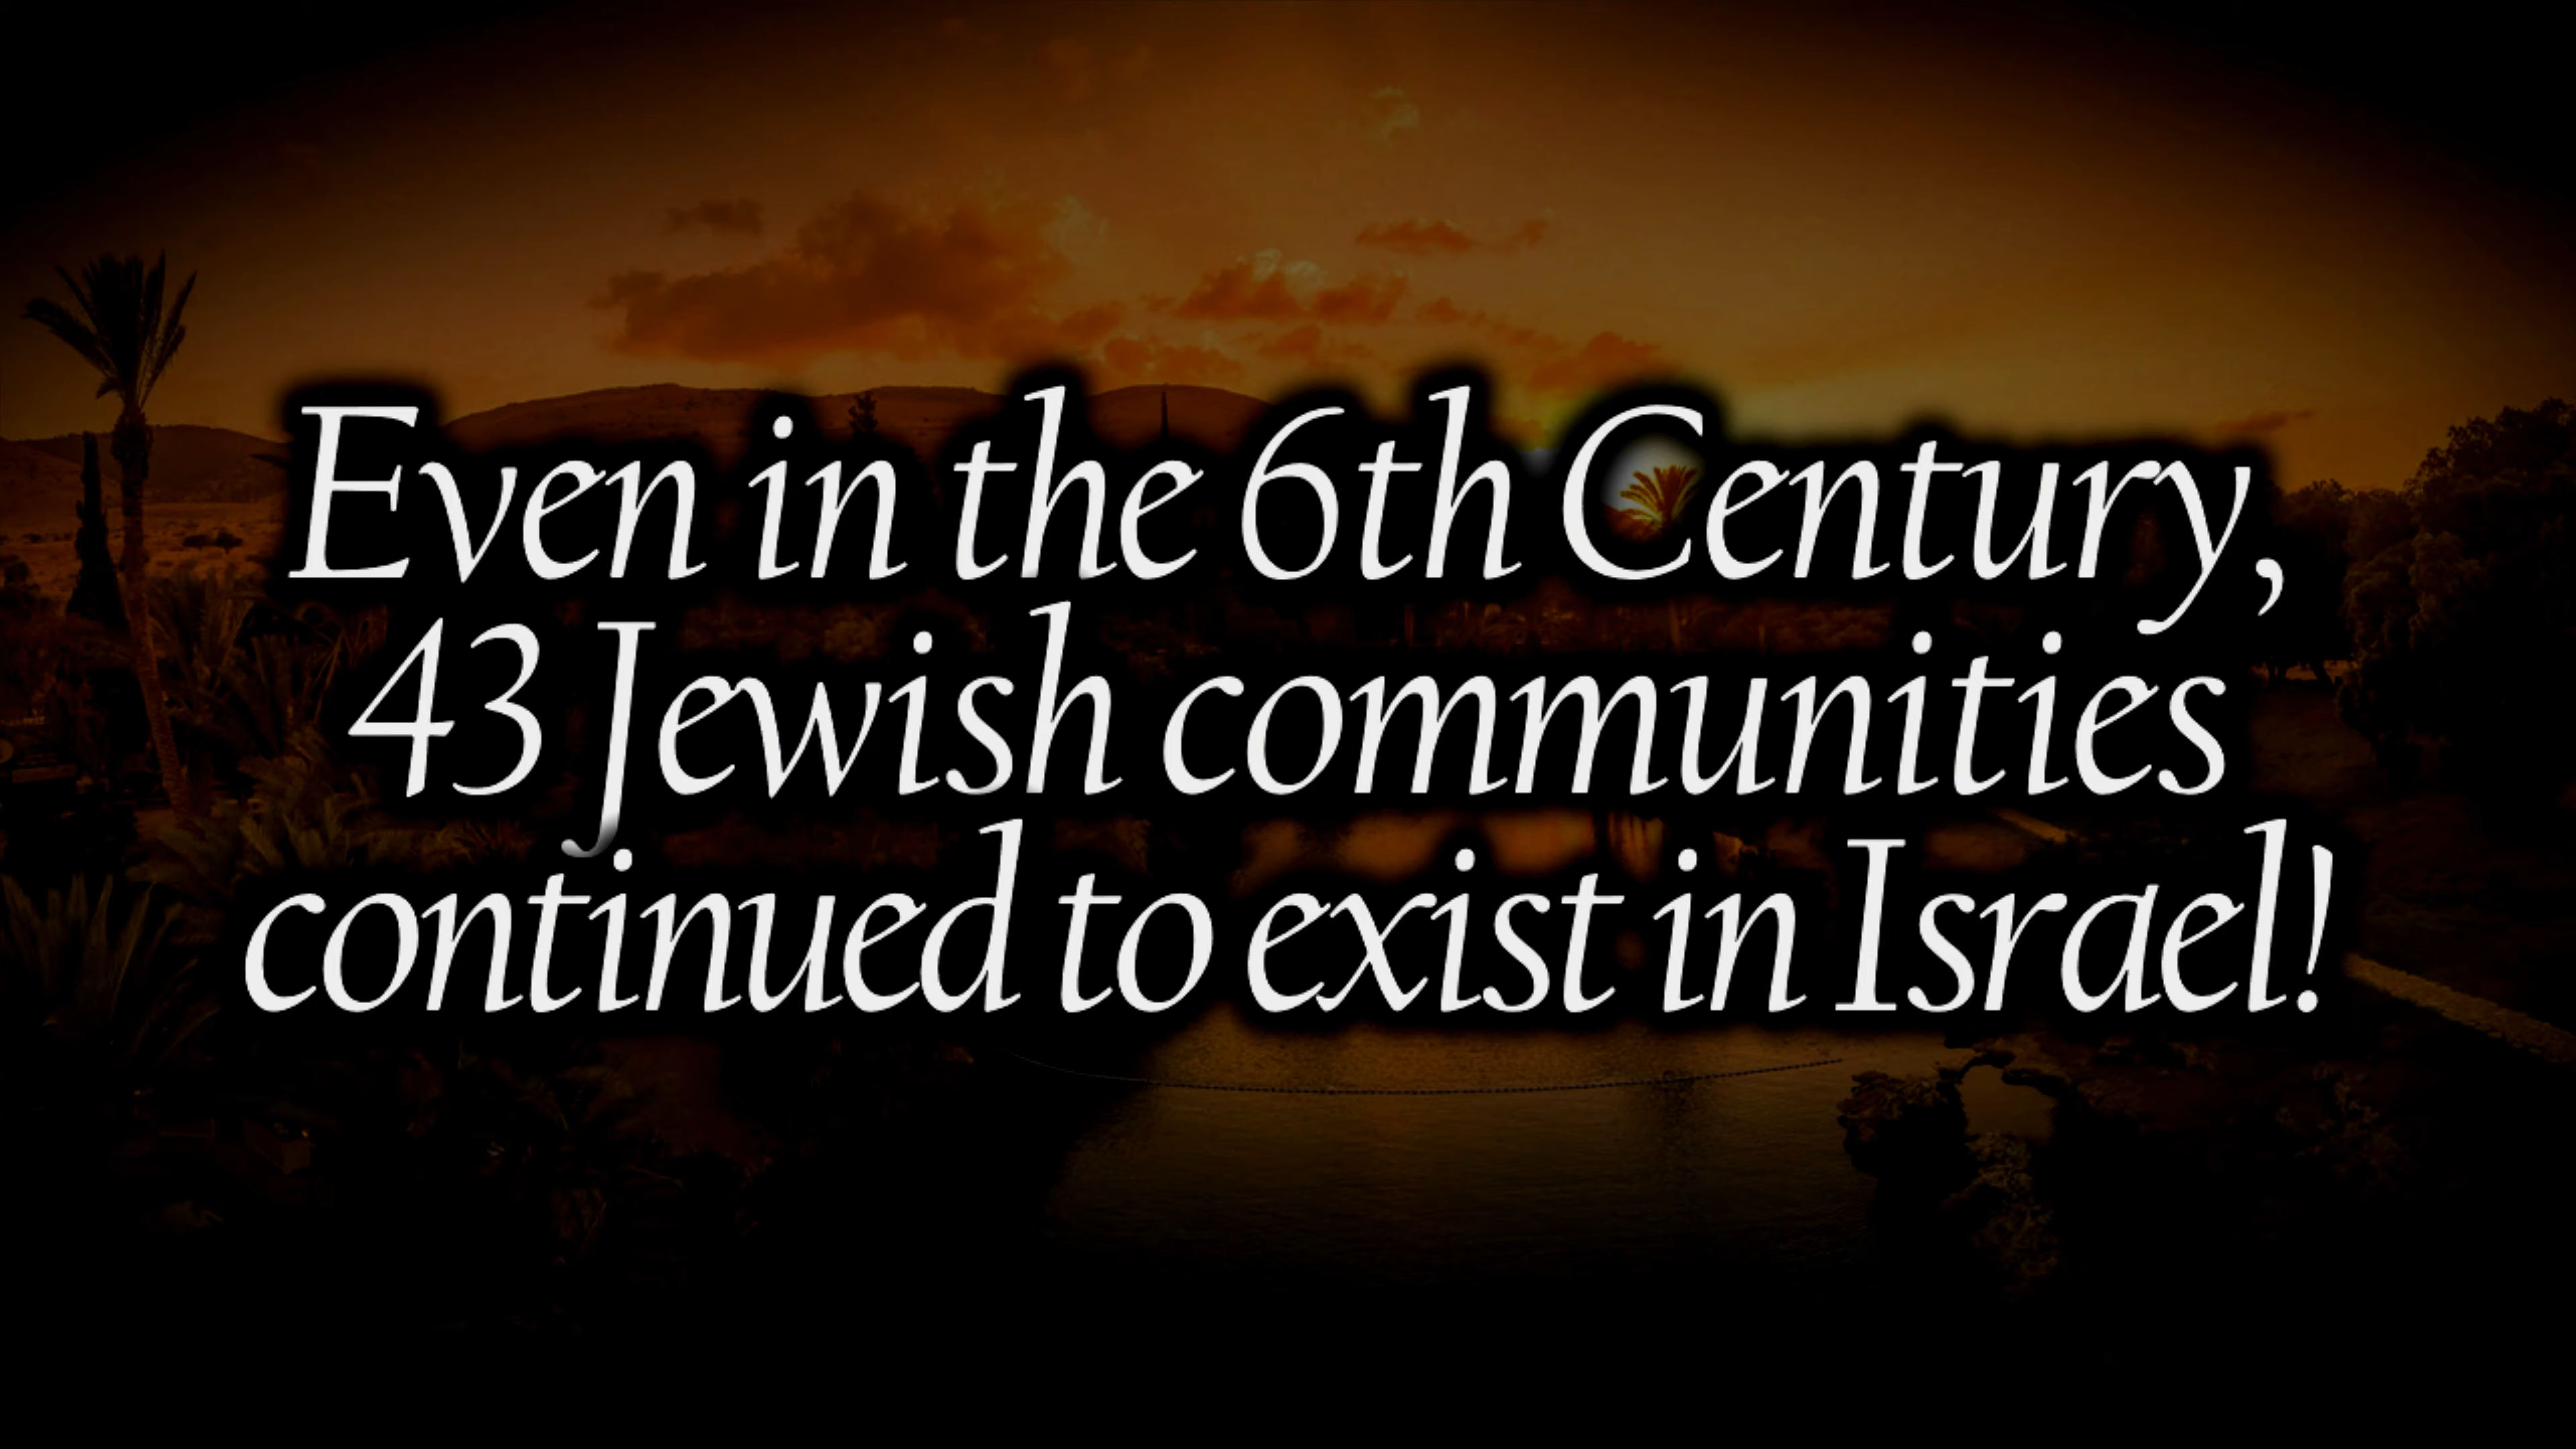 Even in the 6th Century,
43 Jewish communities
continued to exist in Israel!